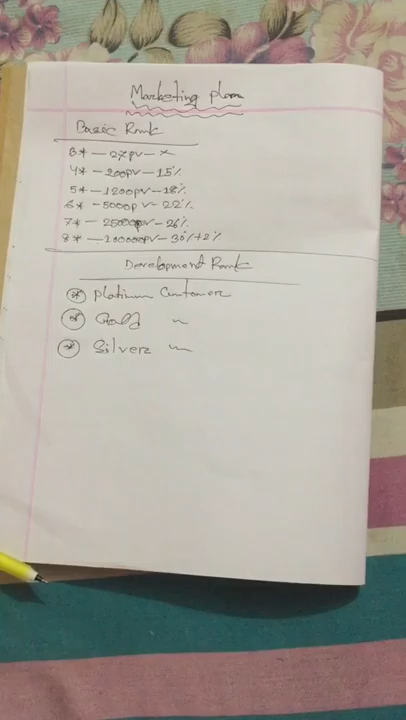 Marketing plan
Basic Rank
3* — 27pv — x
4* — 200pv — 15%
5* — 1200pv — 18%
6* — 5000pv — 22%
7* — 25000pv — 26%
8* — 100000pv — 30%+2%
Development Rank
* Platinum Customer
* Gold "
* Silver "